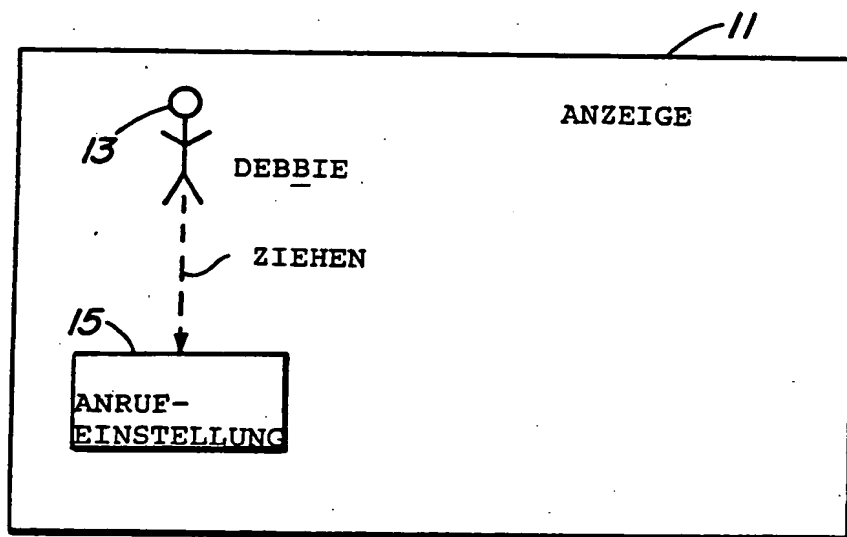 11
13
ANZEIGE
DEBBIE
ZIEHEN
15
ANRUF-
EINSTELLUNG